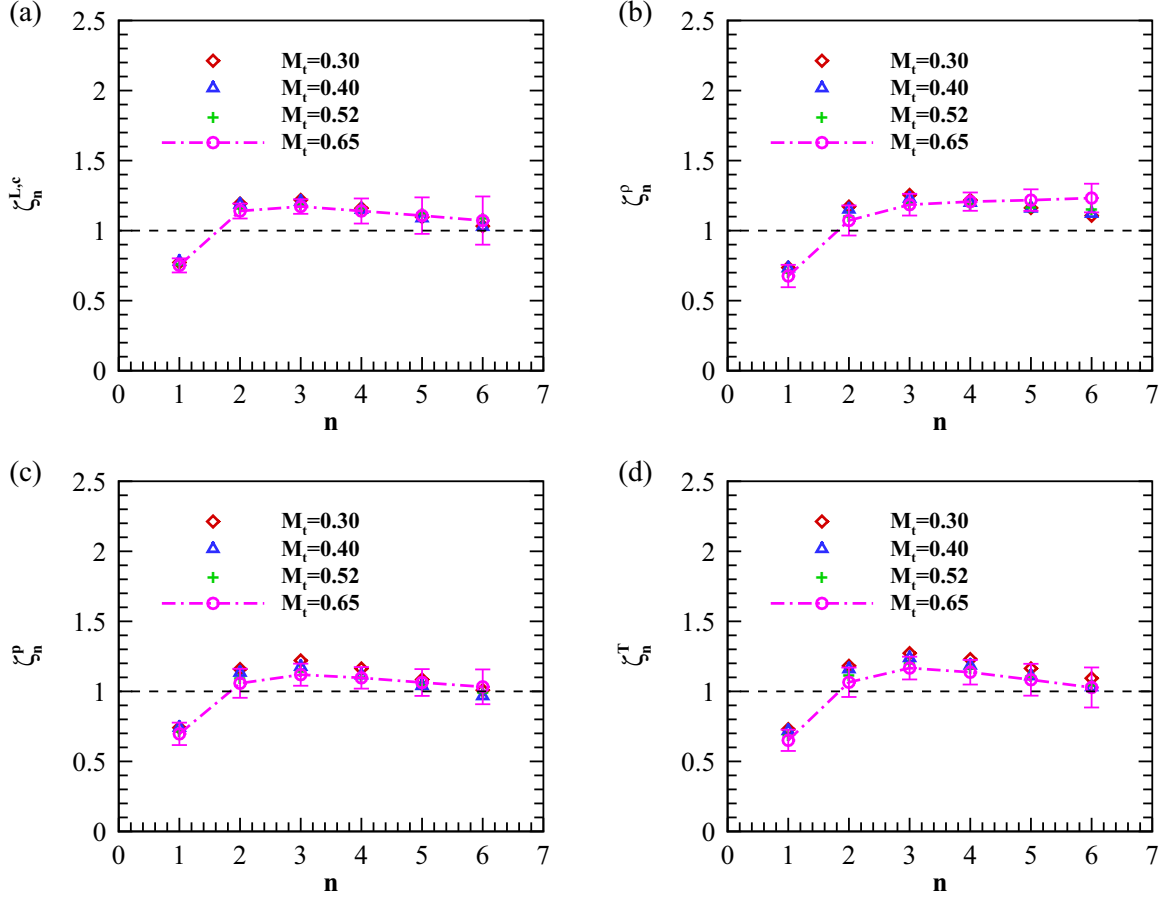 (a)
2.5
2
1.5
1
0.5
0
0 1 2 3 4 5 6 7
n
ζₙᴸ,ᶜ
M_t=0.30
M_t=0.40
M_t=0.52
M_t=0.65
(b)
2.5
2
1.5
1
0.5
0
0 1 2 3 4 5 6 7
n
ζₙᵨ
M_t=0.30
M_t=0.40
M_t=0.52
M_t=0.65
(c)
2.5
2
1.5
1
0.5
0
0 1 2 3 4 5 6 7
n
ζₙᵖ
M_t=0.30
M_t=0.40
M_t=0.52
M_t=0.65
(d)
2.5
2
1.5
1
0.5
0
0 1 2 3 4 5 6 7
n
ζₙᵀ
M_t=0.30
M_t=0.40
M_t=0.52
M_t=0.65